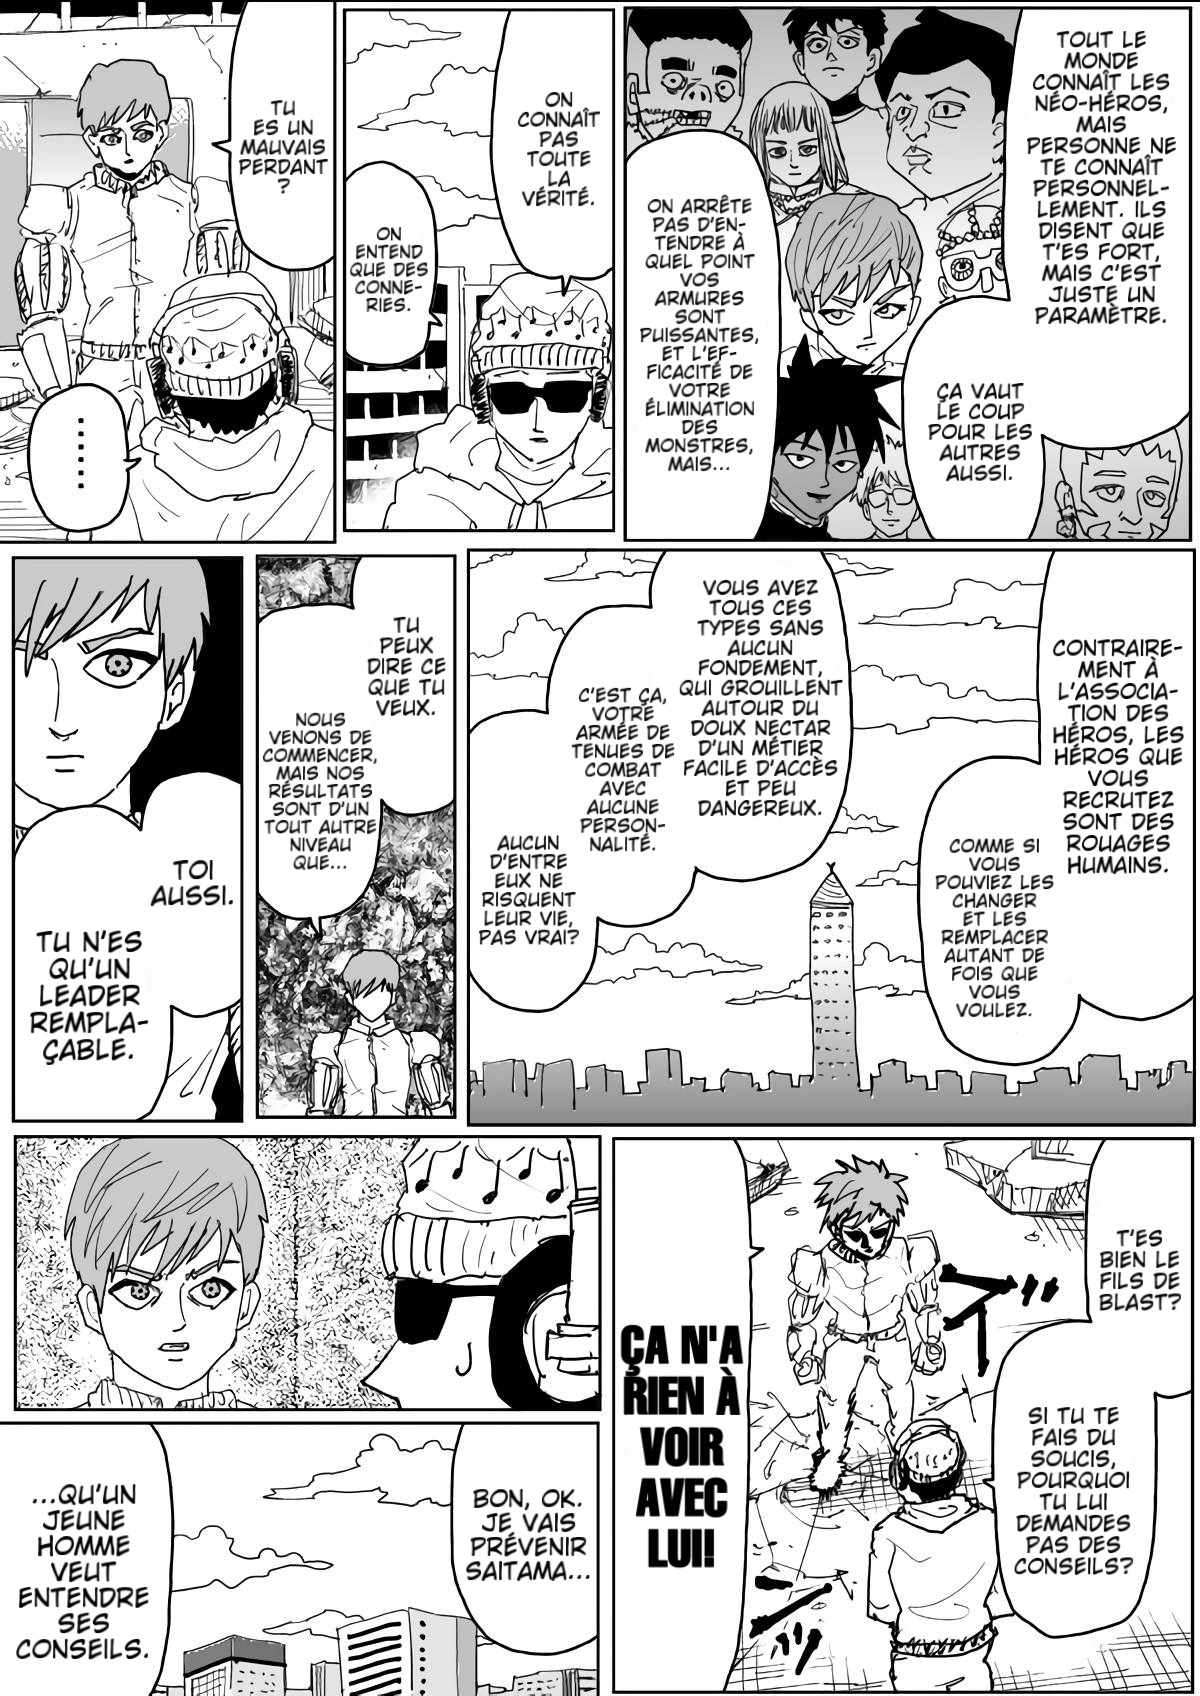 TOUT LE
MONDE
CONNAÎT LES
NÉO-HÉROS,
MAIS
PERSONNE NE
TE CONNAÎT
PERSONNEL-
LEMENT. ILS
DISENT QUE
T'ES FORT,
MAIS C'EST
JUSTE UN
PARAMÈTRE.
ÇA VAUT
LE COUP
POUR LES
AUTRES
AUSSI.
ON ARRÊTE
PAS D'EN-
TENDRE À
QUEL POINT
VOS
ARMURES
SONT
PUISSANTES,
ET L'EF-
FICACITÉ DE
VOTRE
ÉLIMINATION
DES
MONSTRES,
MAIS...
ON
CONNAÎT
PAS
TOUTE
LA
VÉRITÉ.
ON
ENTEND
QUE DES
CONNE-
RIES.
TU
ES UN
MAUVAIS
PERDANT
?
......
CONTRAIRE-
MENT À
L'ASSOCIA-
TION DES
HÉROS, LES
HÉROS QUE
VOUS
RECRUTEZ
SONT DES
ROUAGES
HUMAINS.
COMME SI
VOUS
POUVIEZ LES
CHANGER
ET LES
REMPLACER
AUTANT DE
FOIS QUE
VOUS
VOULEZ.
VOUS AVEZ
TOUS CES
TYPES SANS
AUCUN
FONDEMENT,
QUI GROUILLENT
AUTOUR DU
DOUX NECTAR
D'UN MÉTIER
FACILE D'ACCÈS
ET PEU
DANGEREUX.
C'EST ÇA,
VOTRE
ARMÉE DE
TENUES DE
COMBAT
AVEC
AUCUNE
PERSON-
NALITÉ.
AUCUN
D'ENTRE
EUX NE
RISQUENT
LEUR VIE,
PAS VRAI?
TU
PEUX
DIRE CE
QUE TU
VEUX.
NOUS
VENONS DE
COMMENCER,
MAIS NOS
RÉSULTATS
SONT D'UN
TOUT AUTRE
NIVEAU
QUE...
TOI
AUSSI.
TU N'ES
QU'UN
LEADER
REMPLA-
ÇABLE.
T'ES
BIEN LE
FILS DE
BLAST?
SI TU TE
FAIS DU
SOUCIS,
POURQUOI
TU LUI
DEMANDES
PAS DES
CONSEILS?
ÇA N'A
RIEN À
VOIR
AVEC
LUI!
BON, OK.
JE VAIS
PRÉVENIR
SAITAMA...
...QU'UN
JEUNE
HOMME
VEUT
ENTENDRE
SES
CONSEILS.